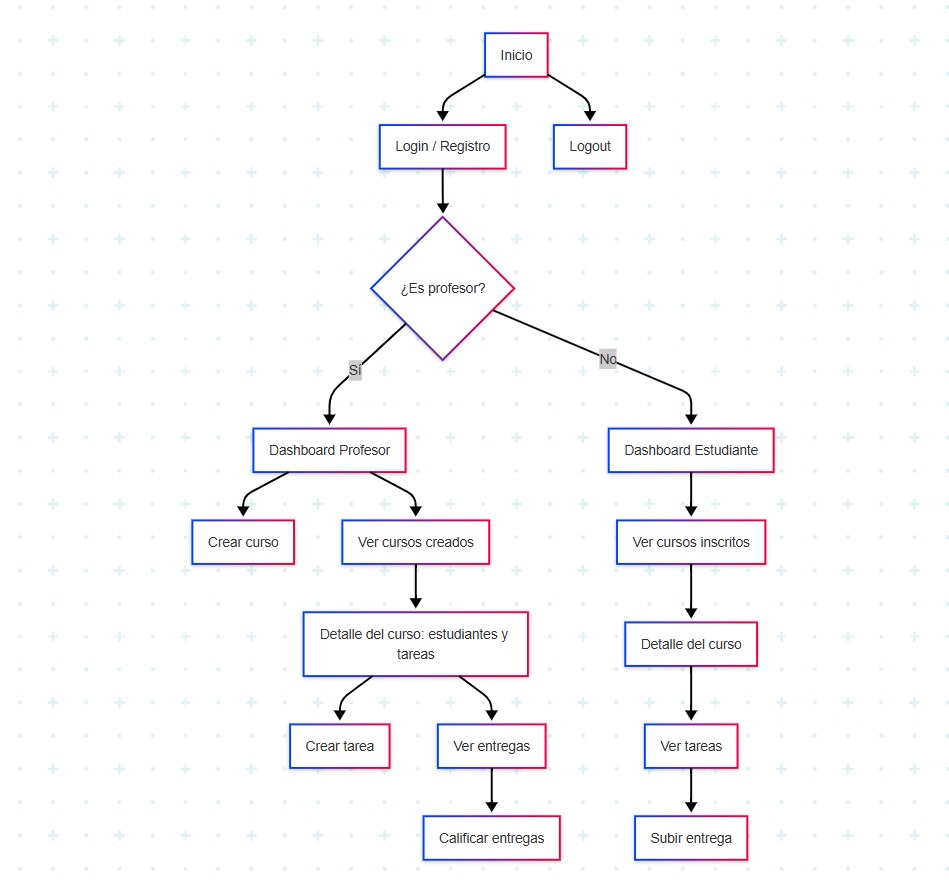 Inicio
Login / Registro
Logout
¿Es profesor?
Sí
No
Dashboard Profesor
Dashboard Estudiante
Crear curso
Ver cursos creados
Ver cursos inscritos
Detalle del curso: estudiantes y
tareas
Detalle del curso
Crear tarea
Ver entregas
Ver tareas
Calificar entregas
Subir entrega